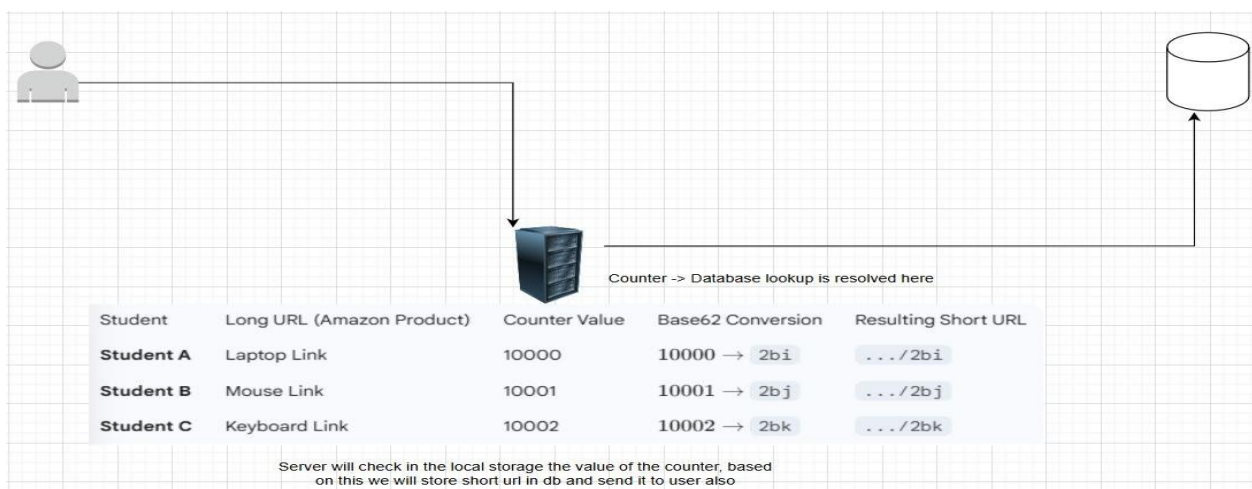 Counter -> Database lookup is resolved here
Student Long URL (Amazon Product) Counter Value Base62 Conversion Resulting Short URL
Student A Laptop Link 10000 10000 → 2bi .../2bi
Student B Mouse Link 10001 10001 → 2bj .../2bj
Student C Keyboard Link 10002 10002 → 2bk .../2bk
Server will check in the local storage the value of the counter, based
on this we will store short url in db and send it to user also